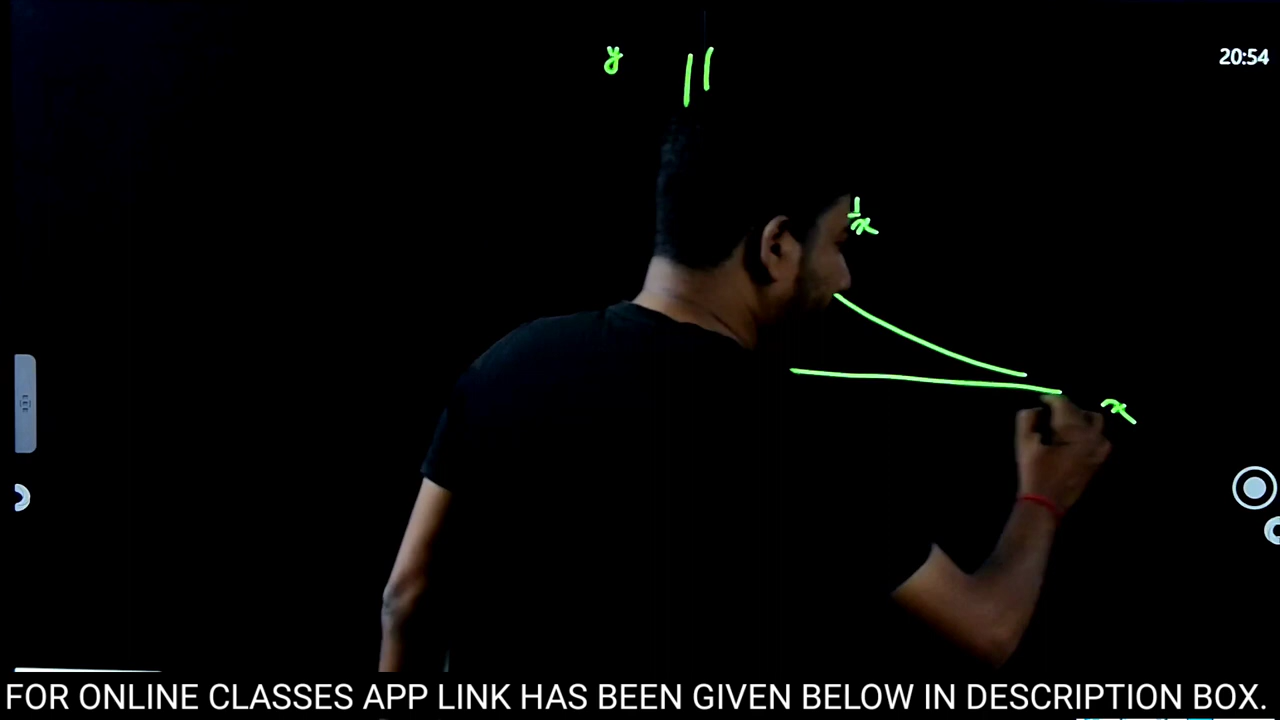 y
20:54
1/x
x
FOR ONLINE CLASSES APP LINK HAS BEEN GIVEN BELOW IN DESCRIPTION BOX.